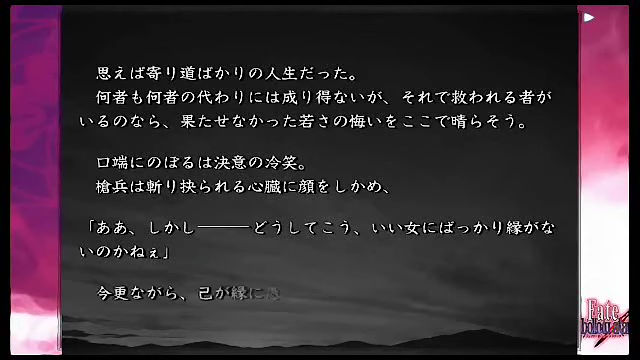 思えば寄り道ばかりの人生だった。
何者も何者の代わりには成り得ないが、それで救われる者が
いるのなら、果たせなかった若さの悔いをここで晴らそう。
口端にのぼるは決意の冷笑。
槍兵は斬り抉られる心臓に顔をしかめ、
「ああ、しかし―――どうしてこう、いい女にばっかり縁がな
いのかねぇ」
今更ながら、己が縁に
Fate
hollow ataraxia